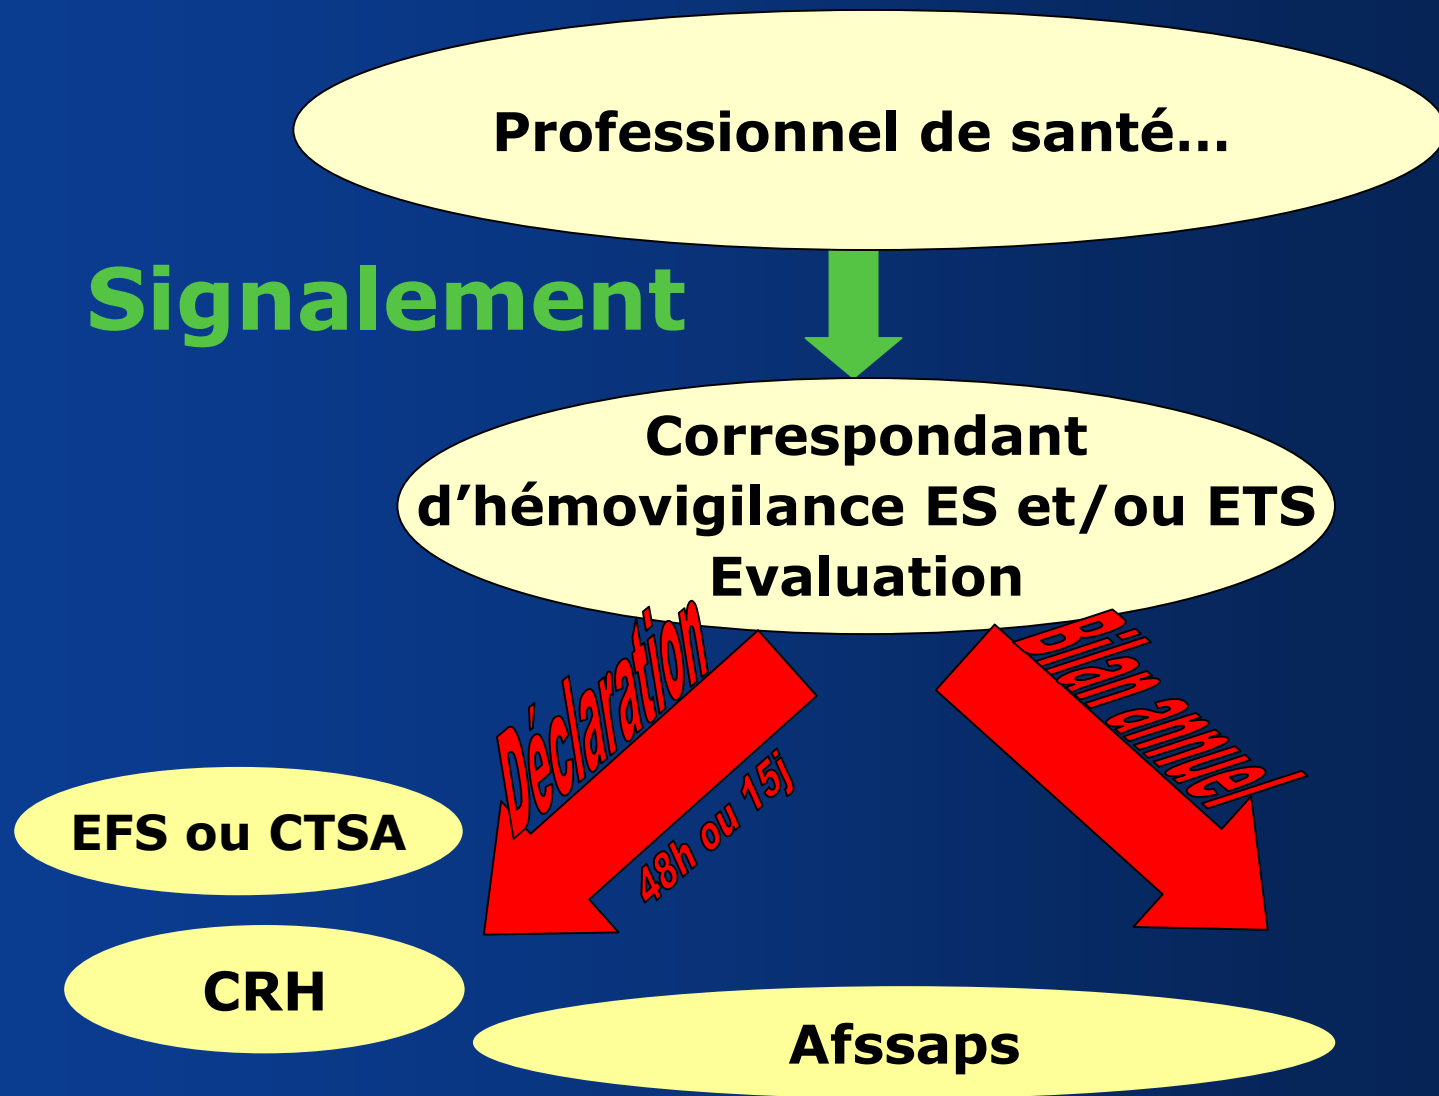 Professionnel de santé...
Signalement
Correspondant
d’hémovigilance ES et/ou ETS
Evaluation
Déclaration
Bilan annuel
48h ou 15j
EFS ou CTSA
CRH
Afssaps